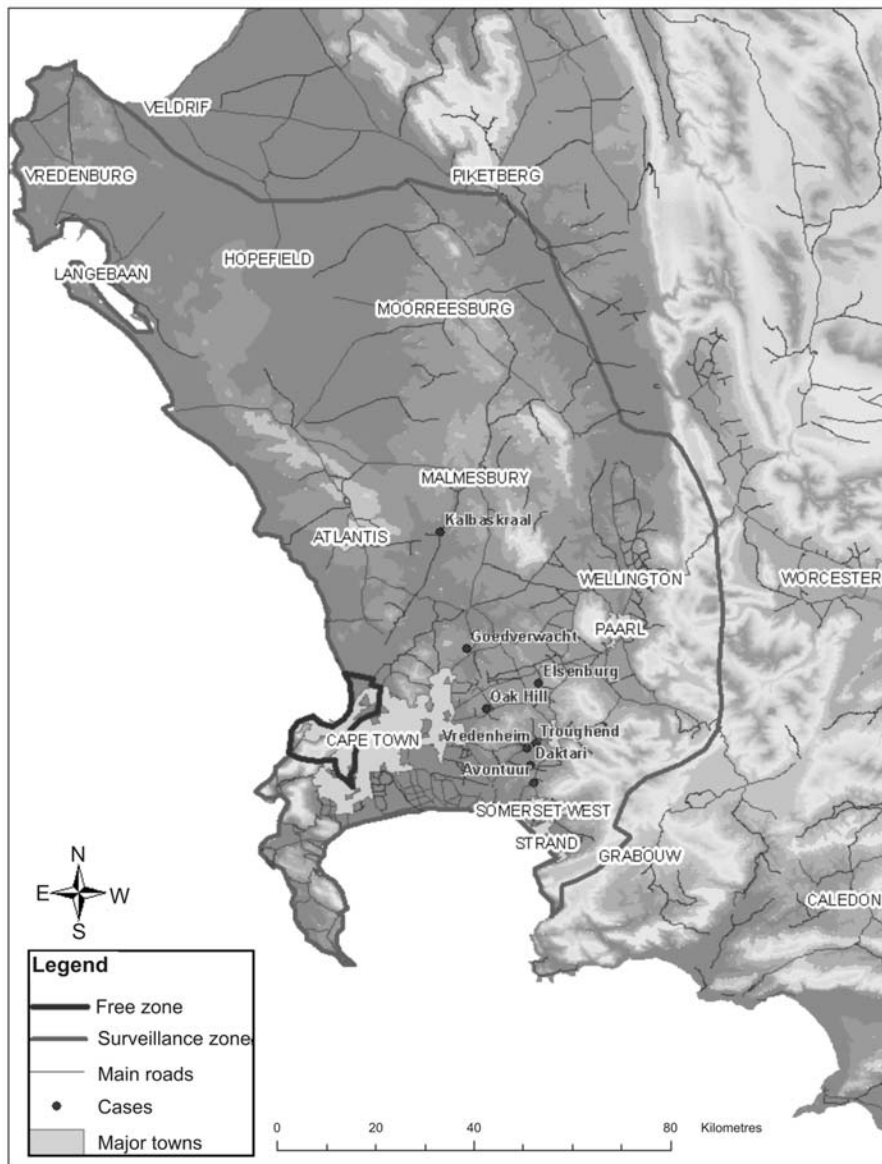 VELDRIF
VREDENBURG
PIKETBERG
HOPEFIELD
LANGEBAAN
MOORREESBURG
MALMESBURY
Kalbaskraal
ATLANTIS
WELLINGTON
WORCESTER
PAARL
Goedverwacht
Elsenburg
Oak Hill
CAPE TOWN
Vredenheim
Troughend
Daktari
Avontuur
SOMERSET WEST
STRAND
GRABOUW
CALEDON
N
E W
S
Legend
Free zone
Surveillance zone
Main roads
Cases
Major towns
0 20 40 80 Kilometres